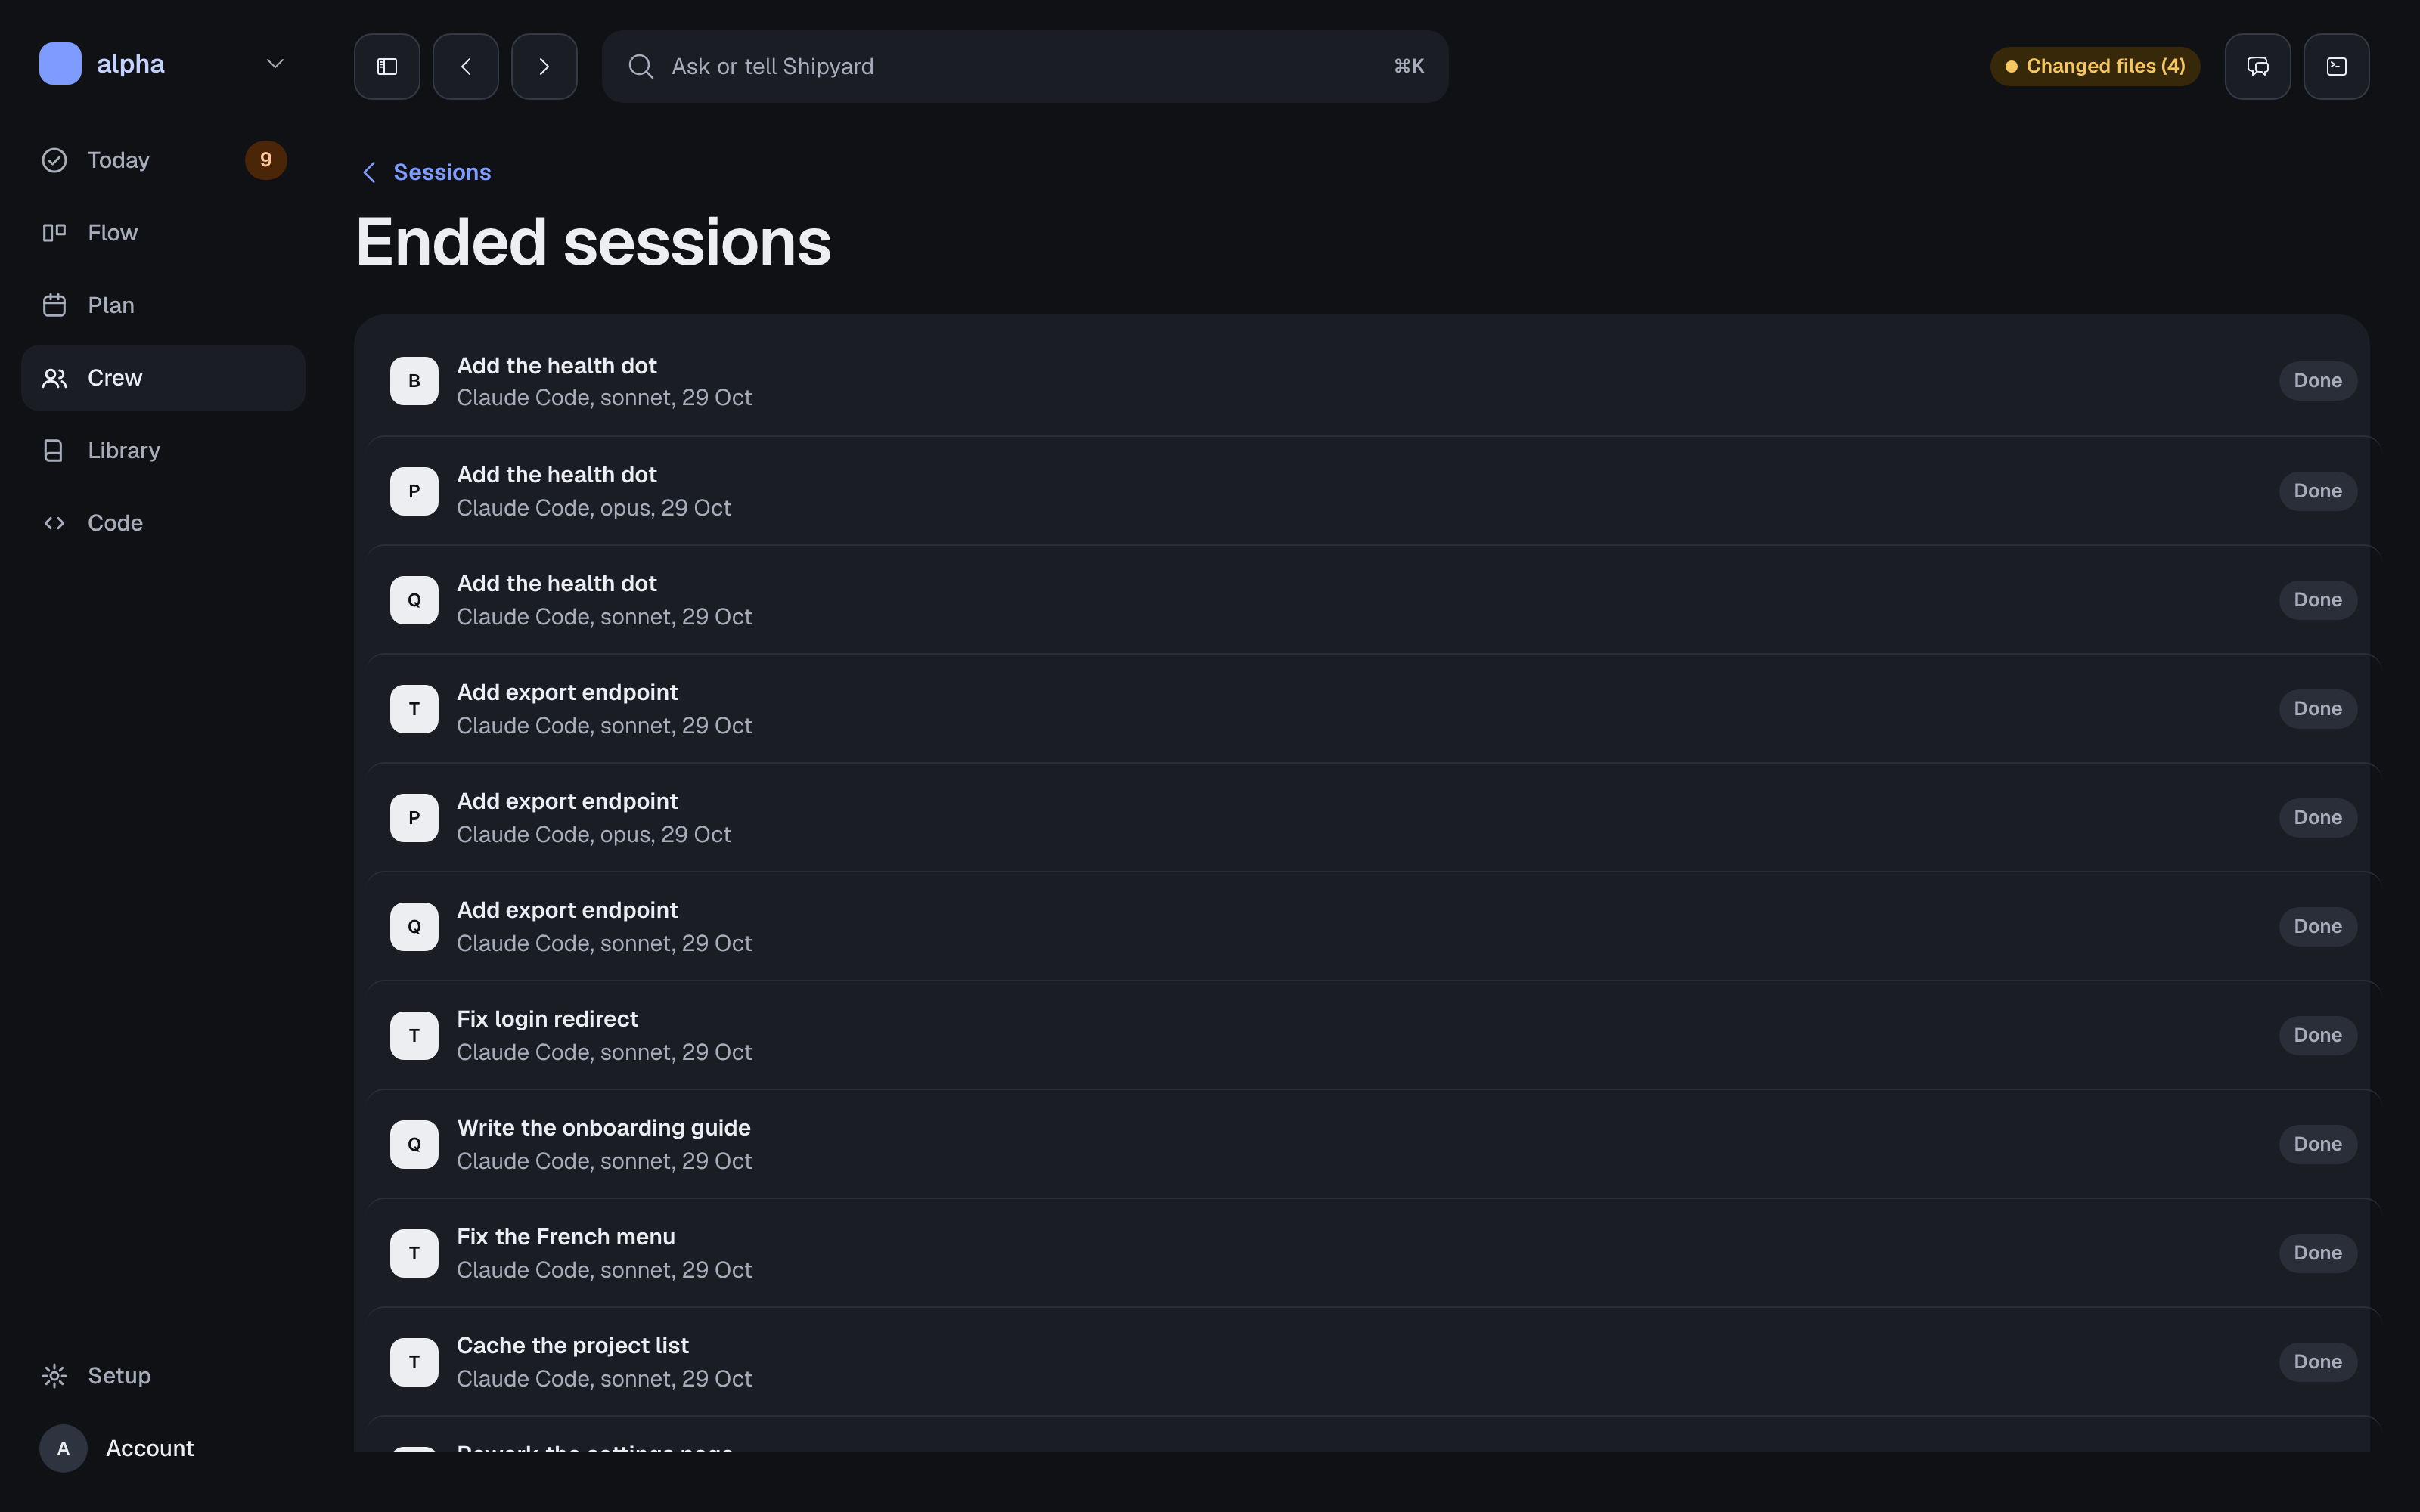 alpha
Ask or tell Shipyard ⌘K
Changed files (4)
Today 9
Flow
Plan
Crew
Library
Code
Setup
A Account
Sessions
Ended sessions
B Add the health dot
Claude Code, sonnet, 29 Oct
Done
P Add the health dot
Claude Code, opus, 29 Oct
Done
Q Add the health dot
Claude Code, sonnet, 29 Oct
Done
T Add export endpoint
Claude Code, sonnet, 29 Oct
Done
P Add export endpoint
Claude Code, opus, 29 Oct
Done
Q Add export endpoint
Claude Code, sonnet, 29 Oct
Done
T Fix login redirect
Claude Code, sonnet, 29 Oct
Done
Q Write the onboarding guide
Claude Code, sonnet, 29 Oct
Done
T Fix the French menu
Claude Code, sonnet, 29 Oct
Done
T Cache the project list
Claude Code, sonnet, 29 Oct
Done
Rework the settings page